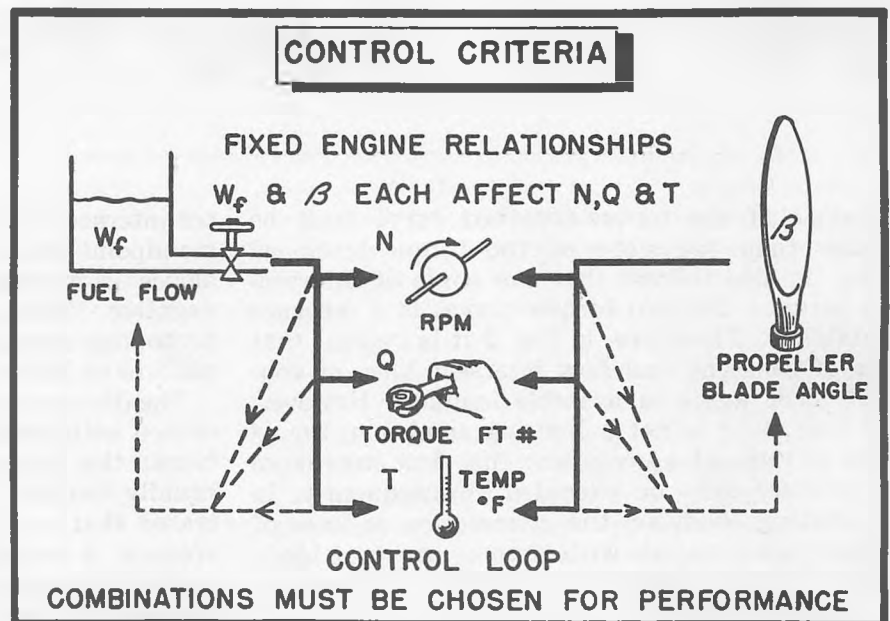 CONTROL CRITERIA
FIXED ENGINE RELATIONSHIPS
Wf & β EACH AFFECT N,Q & T
Wf
FUEL FLOW
N
RPM
Q
TORQUE FT #
TEMP
°F
β
PROPELLER
BLADE ANGLE
CONTROL LOOP
COMBINATIONS MUST BE CHOSEN FOR PERFORMANCE